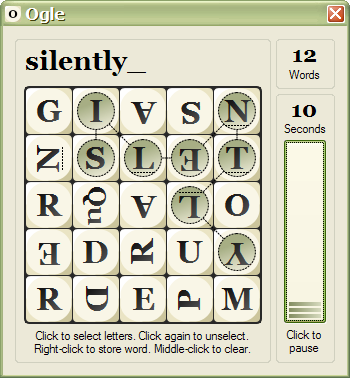 O Ogle
silently_
12
Words
10
Seconds
G I A S N
N S L E T
R Qu A L O
E D R U Y
R D E P M
Click to select letters. Click again to unselect.
Right-click to store word. Middle-click to clear.
Click to
pause